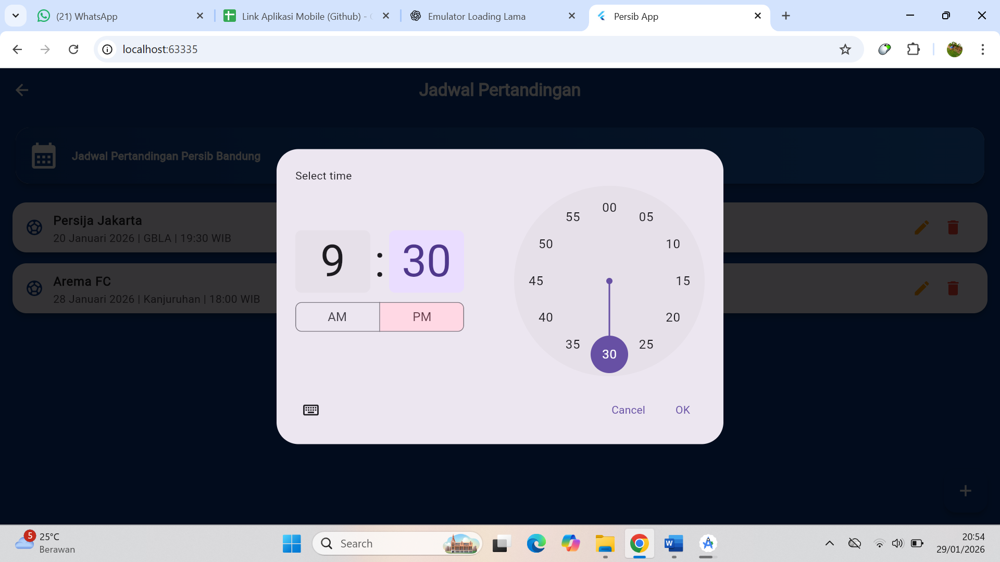 (21) WhatsApp
Link Aplikasi Mobile (Github) -
Emulator Loading Lama
Persib App
localhost:63335
Jadwal Pertandingan
Jadwal Pertandingan Persib Bandung
Persija Jakarta
20 Januari 2026 | GBLA | 19:30 WIB
Arema FC
28 Januari 2026 | Kanjuruhan | 18:00 WIB
Select time
9 : 30
AM PM
00
05
10
15
20
25
30
35
40
45
50
55
Cancel OK
5
25°C
Berawan
Search
W
20:54
29/01/2026